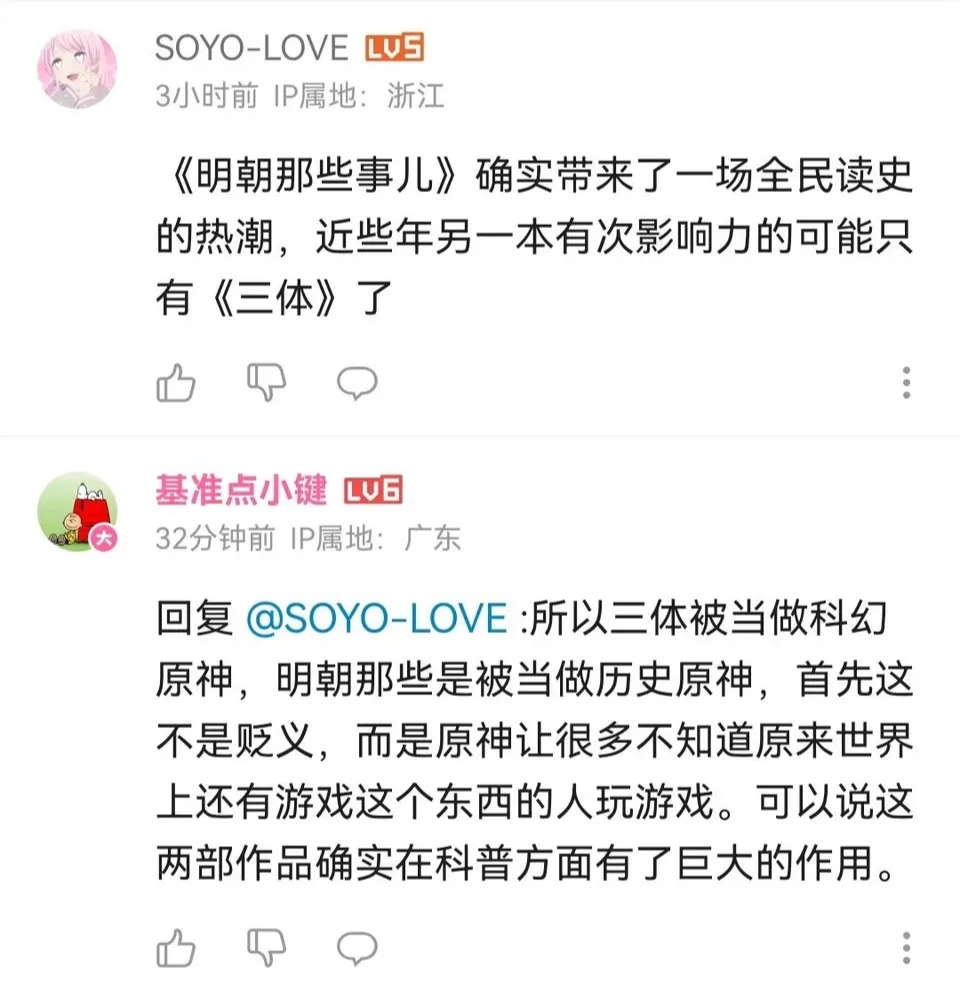 SOYO-LOVE LV5
3小时前 IP属地：浙江
《明朝那些事儿》确实带来了一场全民读史
的热潮，近些年另一本有次影响力的可能只
有《三体》了
基准点小键 LV6
大
32分钟前 IP属地：广东
回复 @SOYO-LOVE :所以三体被当做科幻
原神，明朝那些是被当做历史原神，首先这
不是贬义，而是原神让很多不知道原来世界
上还有游戏这个东西的人玩游戏。可以说这
两部作品确实在科普方面有了巨大的作用。